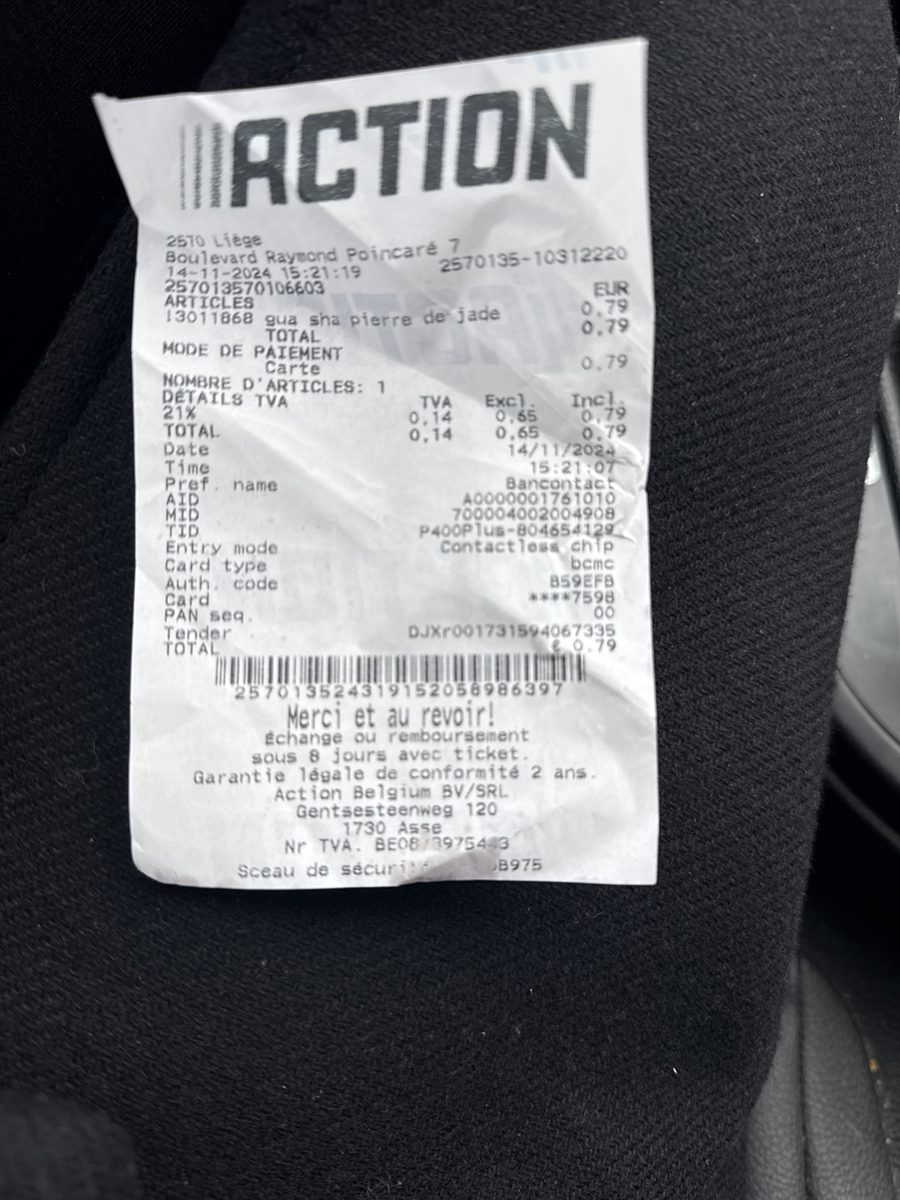 ACTION
2570 Liège
Boulevard Raymond Poincaré 7
14-11-2024 15:21:19 2570135-10312220
257013570106603 EUR
ARTICLES 0.79
13011868 gua sha pierre de jade 0.79
TOTAL
MODE DE PAIEMENT 0.79
Carte
NOMBRE D'ARTICLES: 1
DÉTAILS TVA TVA Excl. Incl.
21% 0.14 0.65 0.79
TOTAL 0.14 0.65 0.79
Date 14/11/2024
Time 15:21:07
Pref. name Bancontact
AID A0000001761010
MID 700004002004908
TID P400Plus-804654129
Entry mode Contactless chip
Card type bcmc
Auth. code B59EFB
Card ****7598
PAN seq. 00
Tender DJXr001731594067335
TOTAL € 0.79
257013524319152058986397
Merci et au revoir!
Échange ou remboursement
sous 8 jours avec ticket.
Garantie légale de conformité 2 ans.
Action Belgium BV/SRL
Gentsesteenweg 120
1730 Asse
Nr TVA.
Sceau de